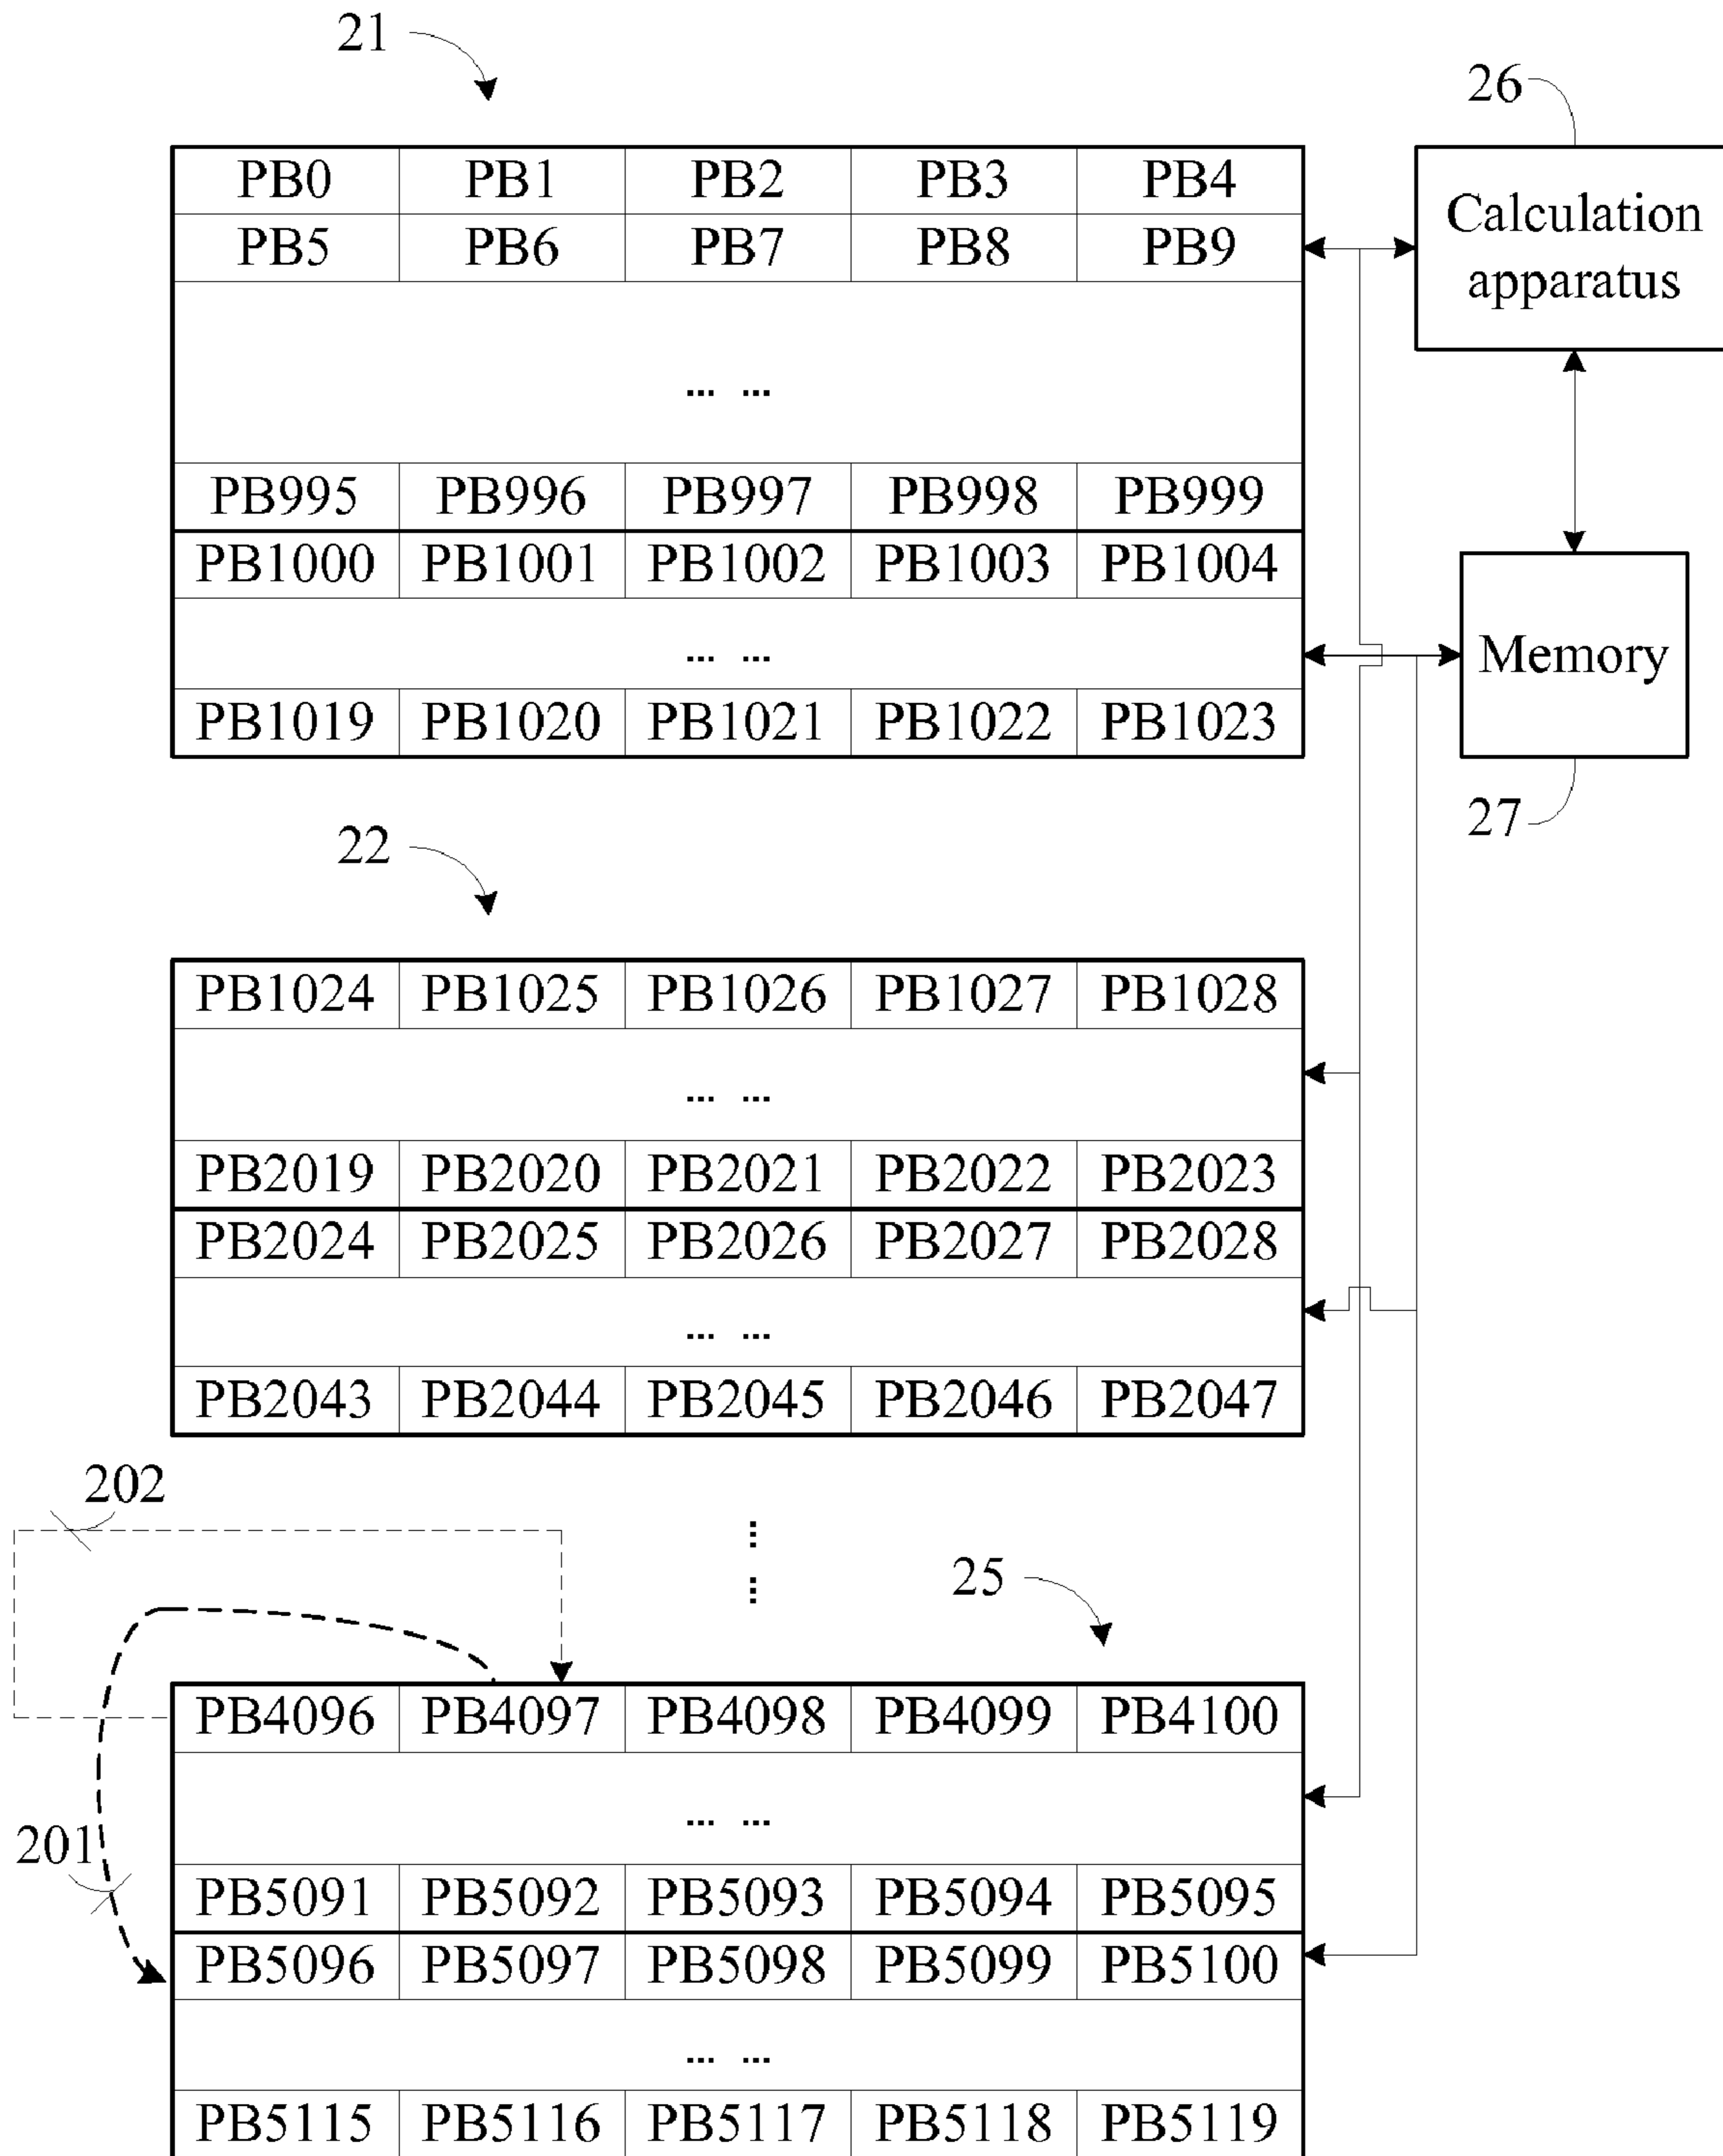 21
26
PB0 PB1 PB2 PB3 PB4
PB5 PB6 PB7 PB8 PB9
Calculation
apparatus
... ...
PB995 PB996 PB997 PB998 PB999
PB1000 PB1001 PB1002 PB1003 PB1004
... ...
Memory
PB1019 PB1020 PB1021 PB1022 PB1023
27
22
PB1024 PB1025 PB1026 PB1027 PB1028
... ...
PB2019 PB2020 PB2021 PB2022 PB2023
PB2024 PB2025 PB2026 PB2027 PB2028
... ...
PB2043 PB2044 PB2045 PB2046 PB2047
202
... ...
25
PB4096 PB4097 PB4098 PB4099 PB4100
... ...
201
PB5091 PB5092 PB5093 PB5094 PB5095
PB5096 PB5097 PB5098 PB5099 PB5100
... ...
PB5115 PB5116 PB5117 PB5118 PB5119